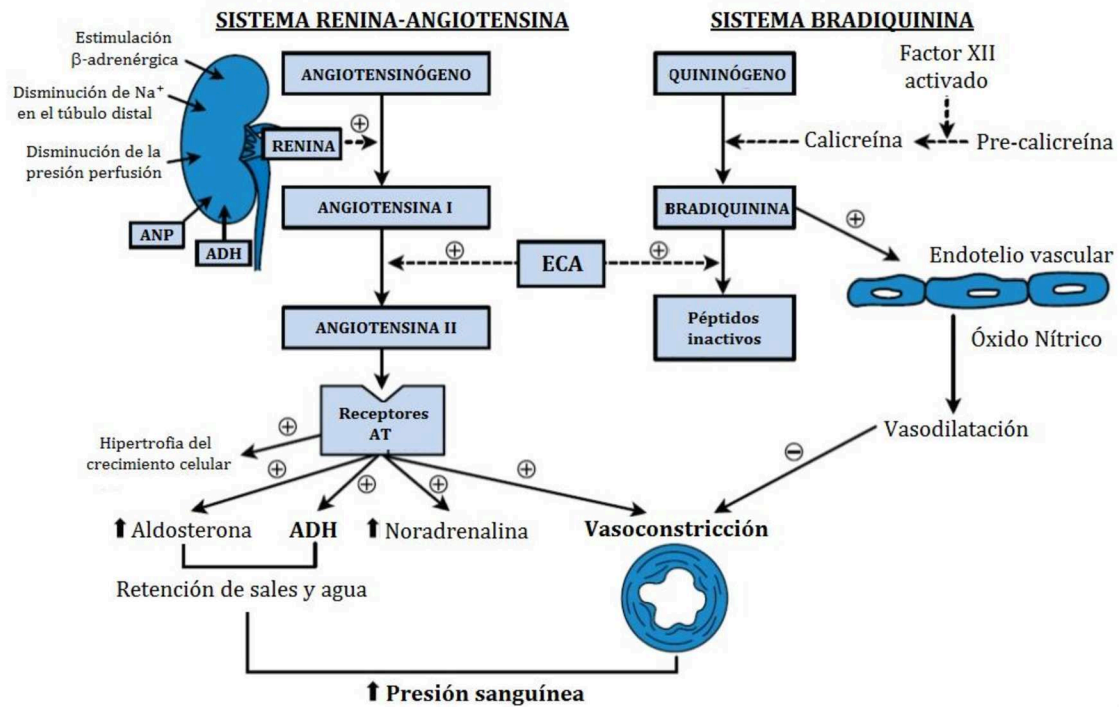 SISTEMA RENINA-ANGIOTENSINA
SISTEMA BRADIQUININA
Estimulación
β-adrenérgica
Disminución de Na⁺
en el túbulo distal
Disminución de la
presión perfusión
ANP
ADH
RENINA
ANGIOTENSINÓGENO
+
ANGIOTENSINA I
+
ECA
+
ANGIOTENSINA II
Receptores
AT
+
Hipertrofia del
crecimiento celular
+
+
+
+
Aldosterona
ADH
Noradrenalina
Vasoconstricción
Retención de sales y agua
Presión sanguínea
QUININÓGENO
Factor XII
activado
Calicreína
Pre-calicreína
BRADIQUININA
+
Péptidos
inactivos
Endotelio vascular
Óxido Nítrico
Vasodilatación
−